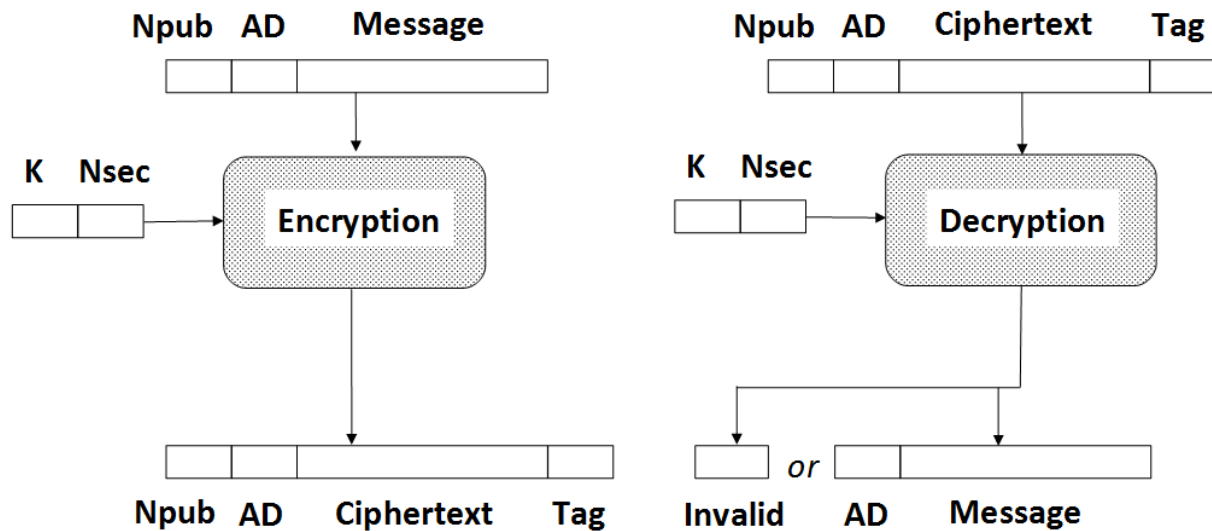 Npub AD Message
K Nsec
Encryption
Npub AD Ciphertext Tag
Npub AD Ciphertext Tag
K Nsec
Decryption
or
Invalid AD Message